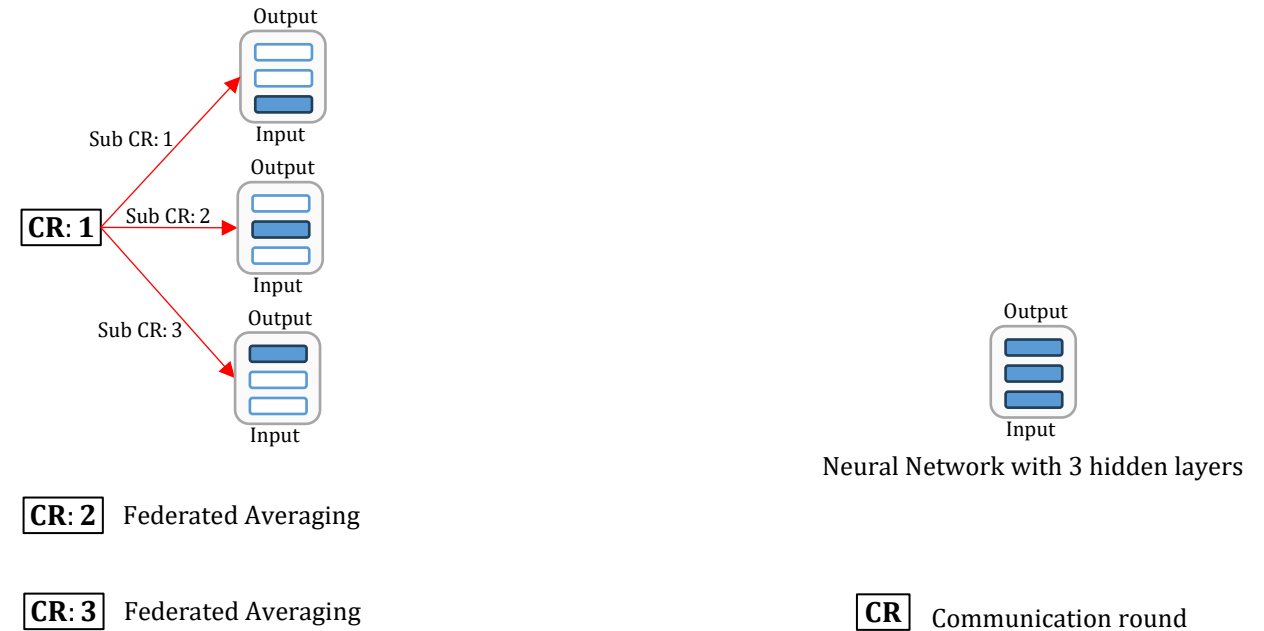 Output
Sub CR: 1
Input
Output
CR: 1
Sub CR: 2
Input
Output
Sub CR: 3
Input
Output
Input
Neural Network with 3 hidden layers
CR: 2 Federated Averaging
CR: 3 Federated Averaging
CR Communication round